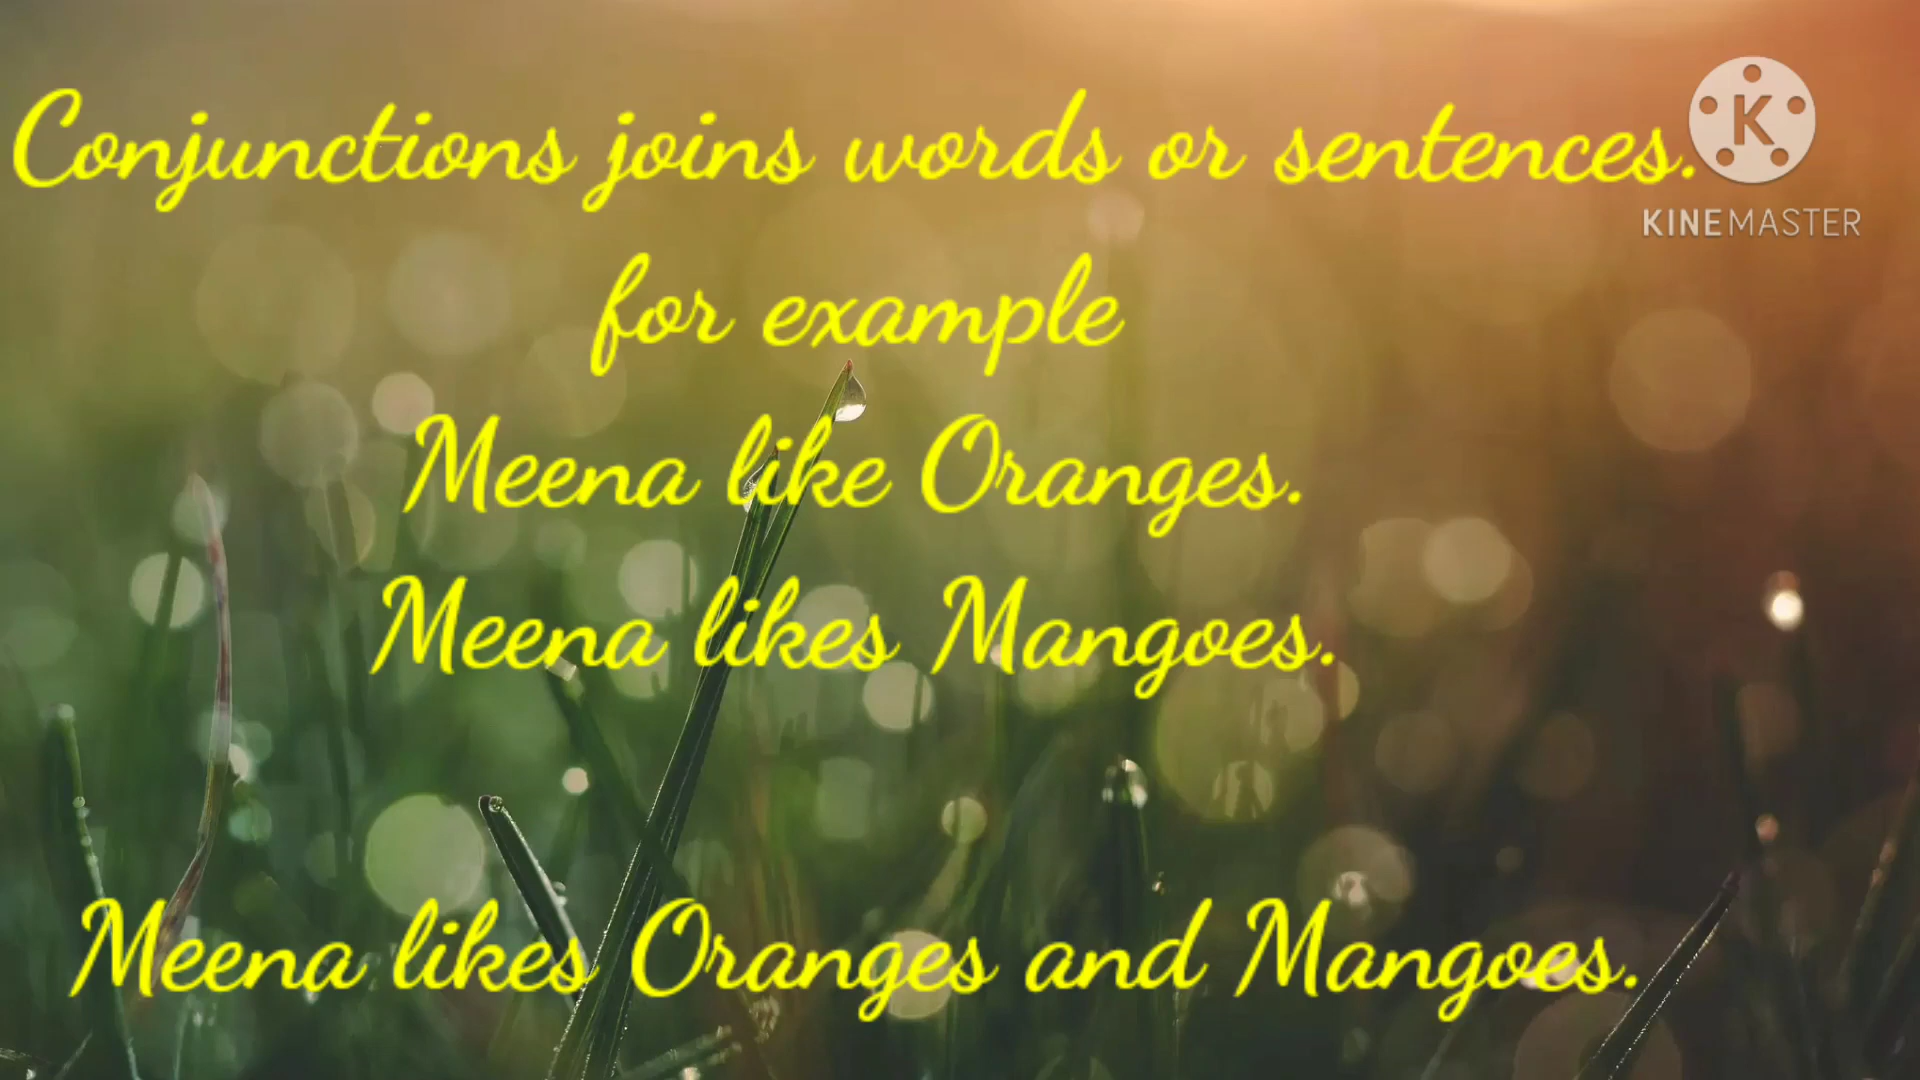 Conjunctions joins words or sentences.
K
KINEMASTER
for example
Meena like Oranges.
Meena likes Mangoes.
Meena likes Oranges and Mangoes.